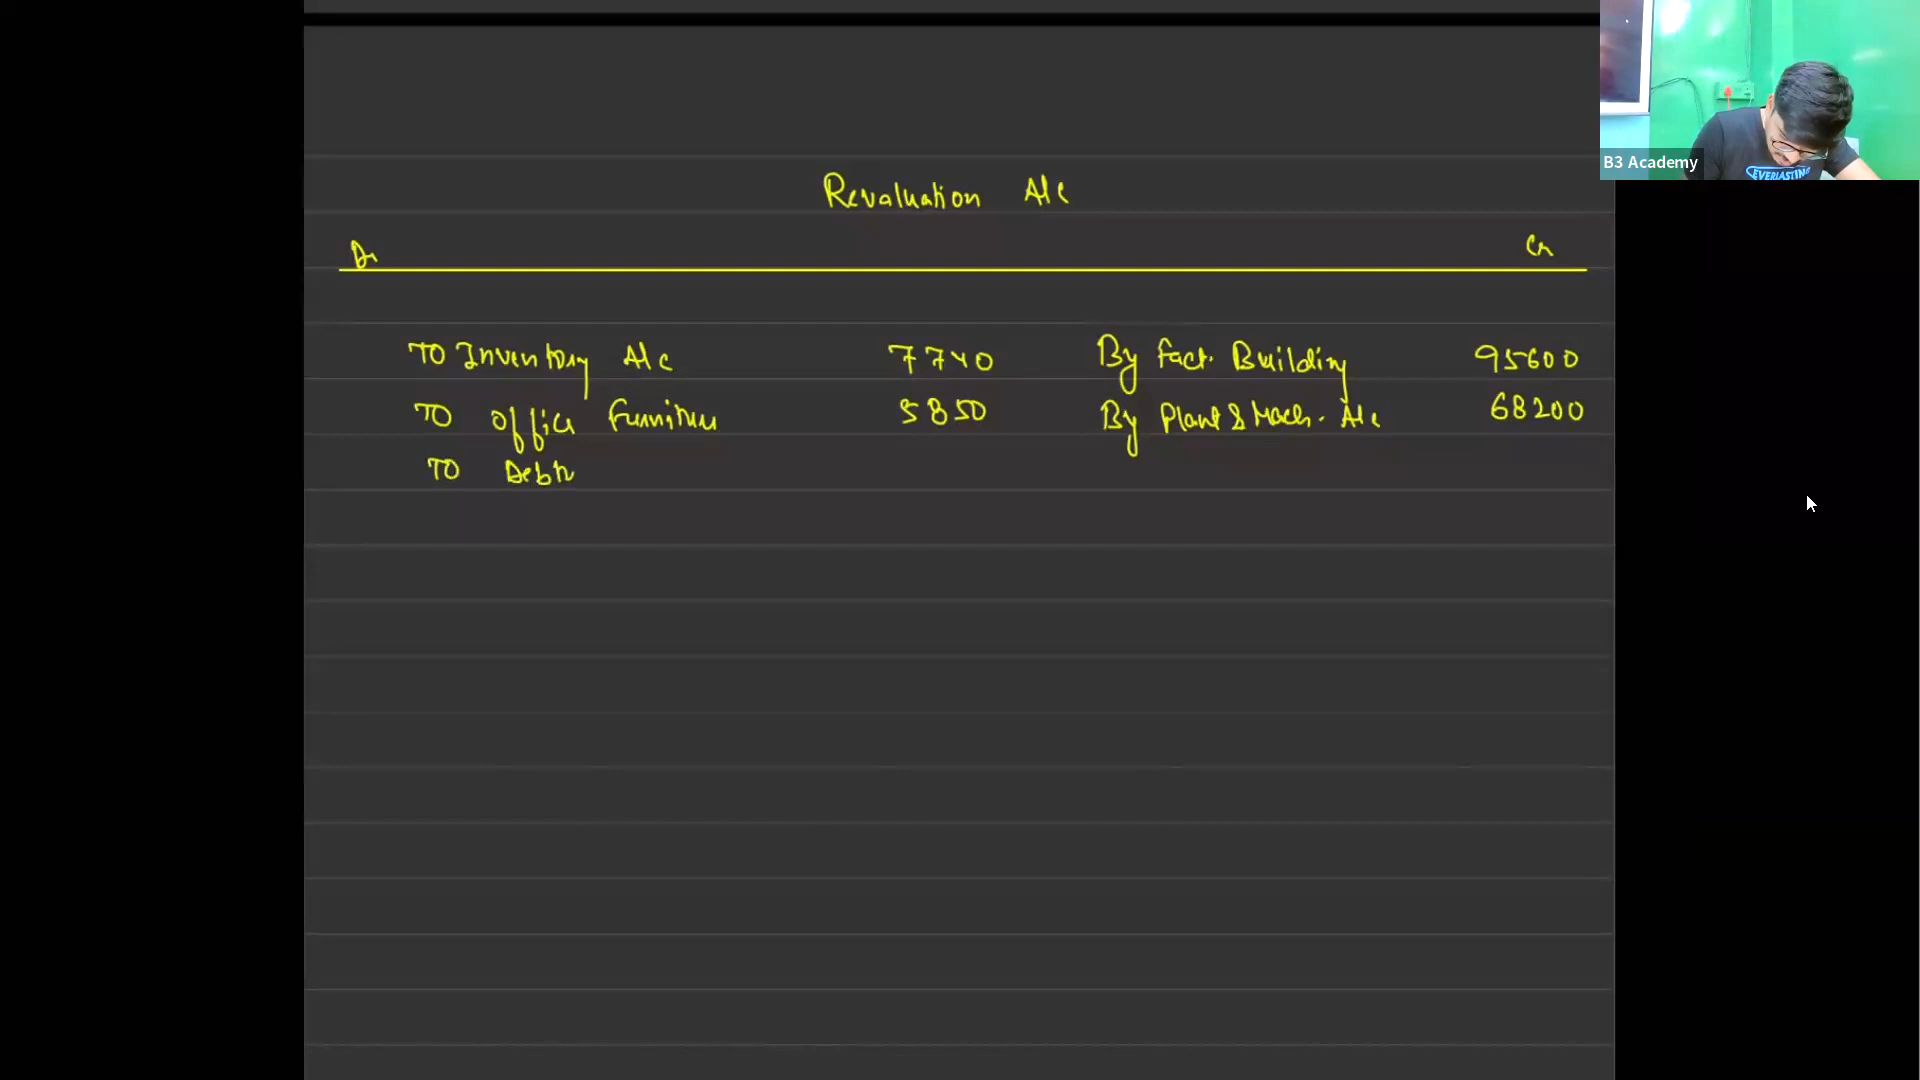 B3 Academy
EVERLASTING
Revaluation A/c
Dr Cr
TO Inventory A/c 7740 By Fact. Building 95600
TO Office Furniture 5850 By Plant & Mach. A/c 68200
TO Debtr